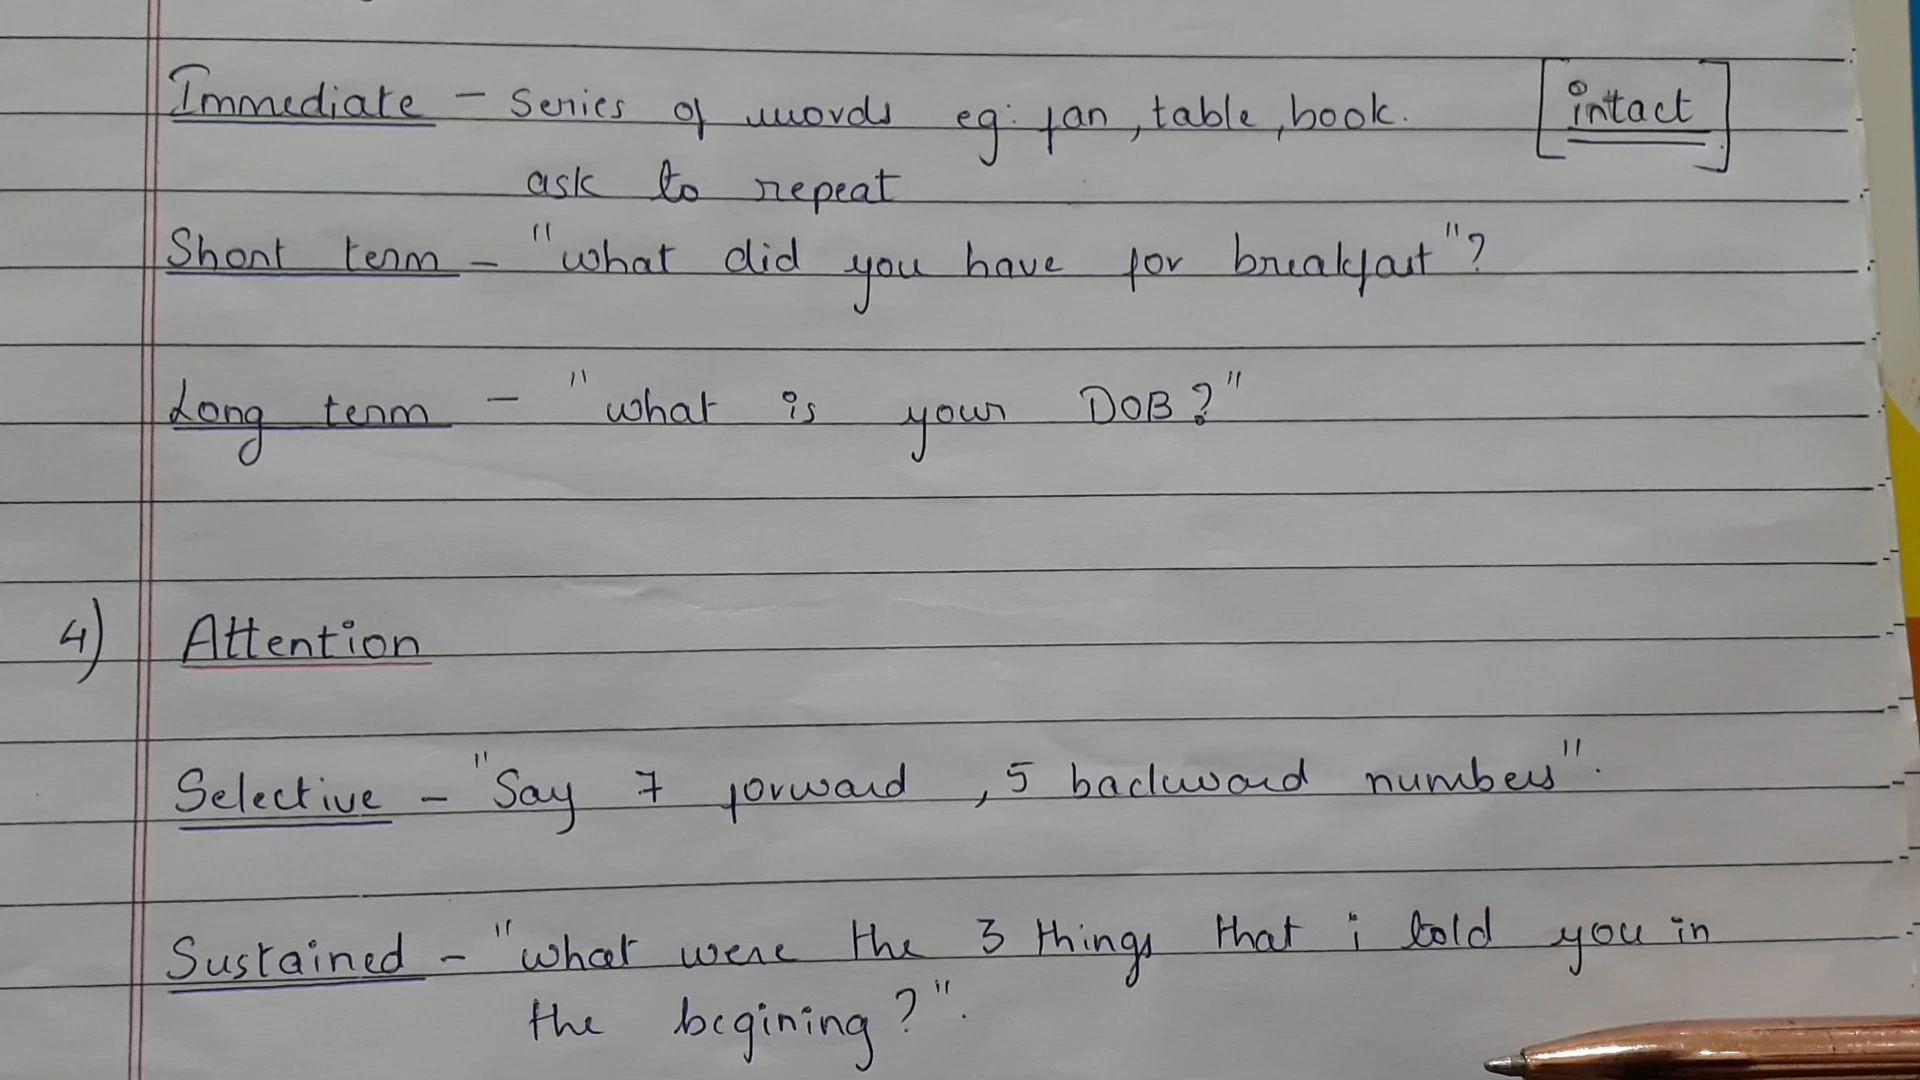 Immediate - series of words eg: fan, table, book. [intact]
ask to repeat
Short term - "what did you have for breakfast"?
Long term - "what is your DOB?"
4) Attention
Selective - "Say 7 forward, 5 backward numbers".
Sustained - "what were the 3 things that i told you in
the begining?".